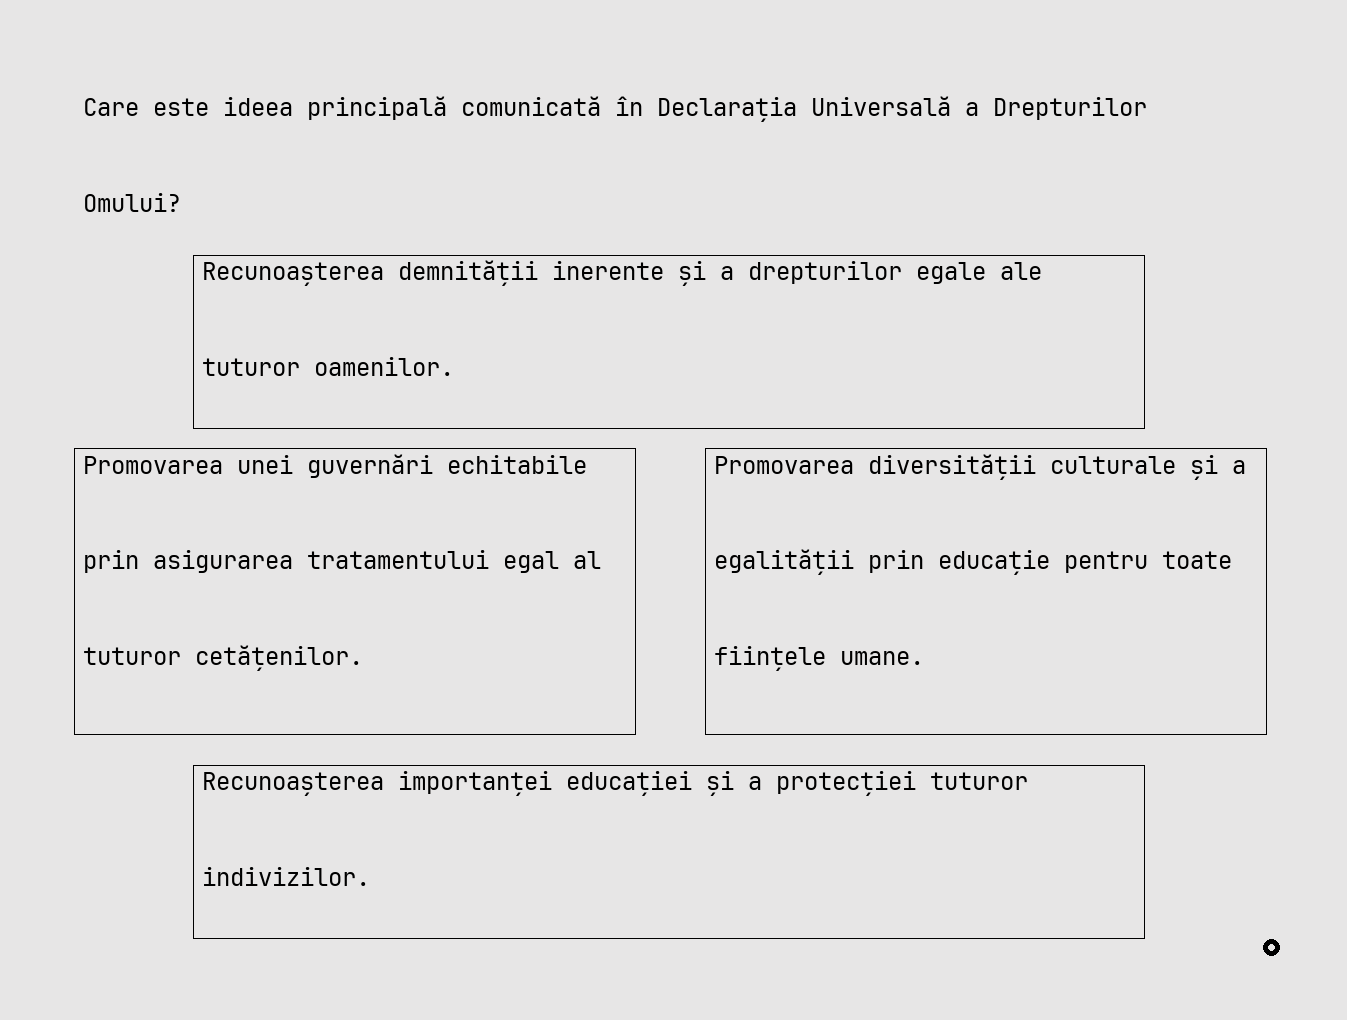 Care este ideea principală comunicată în Declarația Universală a Drepturilor
Omului?
Recunoașterea demnității inerente și a drepturilor egale ale
tuturor oamenilor.
Promovarea unei guvernări echitabile
prin asigurarea tratamentului egal al
tuturor cetățenilor.
Promovarea diversității culturale și a
egalității prin educație pentru toate
ființele umane.
Recunoașterea importanței educației și a protecției tuturor
indivizilor.